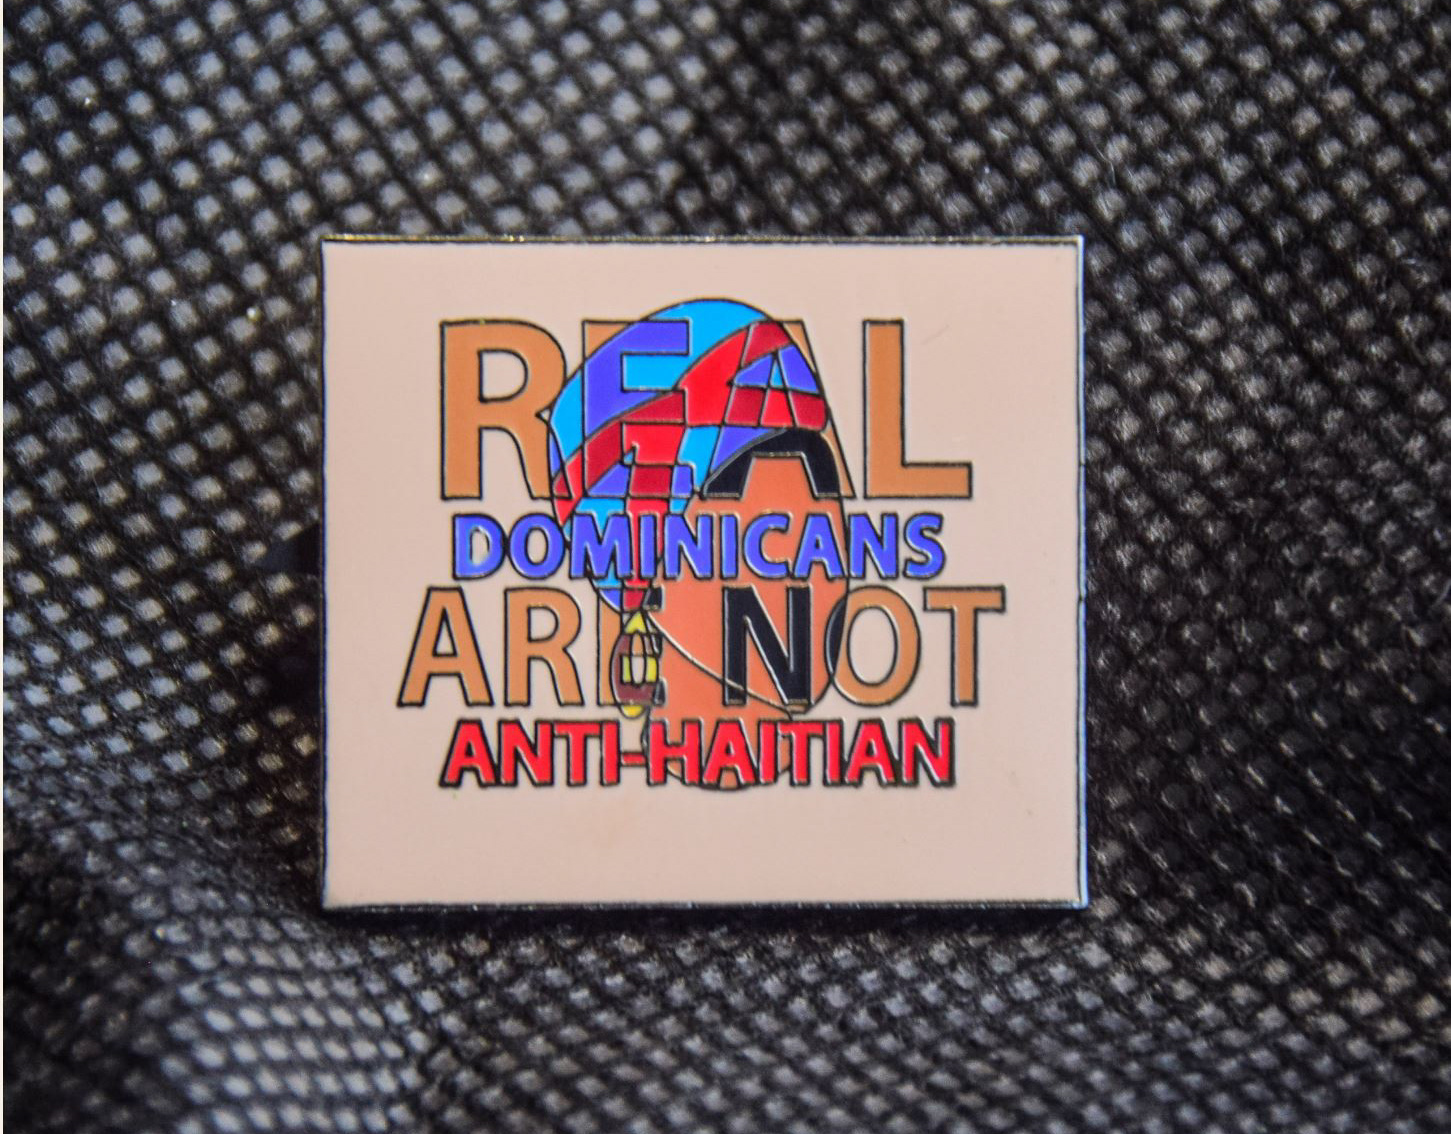 REAL
DOMINICANS
ARE NOT
ANTI-HAITIAN